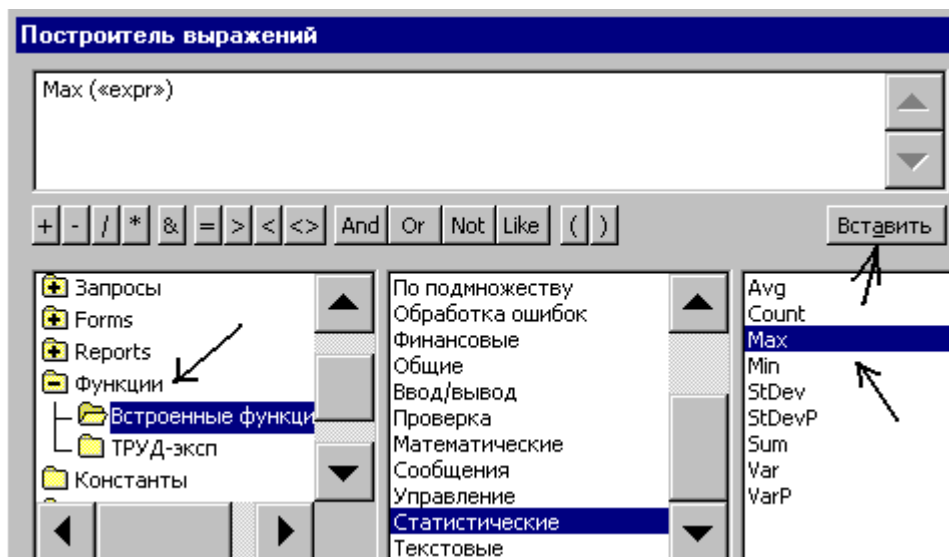 Построитель выражений
Max («expr»)
+ - / * & = > < <> And Or Not Like ( ) Вставить
Запросы
Forms
Reports
Функции
Встроенные функци
ТРУД-эксп
Константы
По подмножеству
Обработка ошибок
Финансовые
Общие
Ввод/вывод
Проверка
Математические
Сообщения
Управление
Статистические
Текстовые
Avg
Count
Max
Min
StDev
StDevP
Sum
Var
VarP